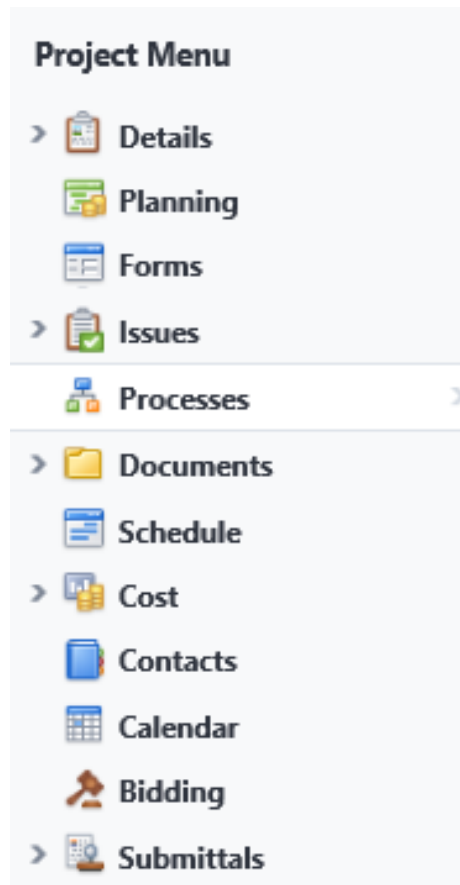 Project Menu
Details
Planning
Forms
Issues
Processes
Documents
Schedule
Cost
Contacts
Calendar
Bidding
Submittals